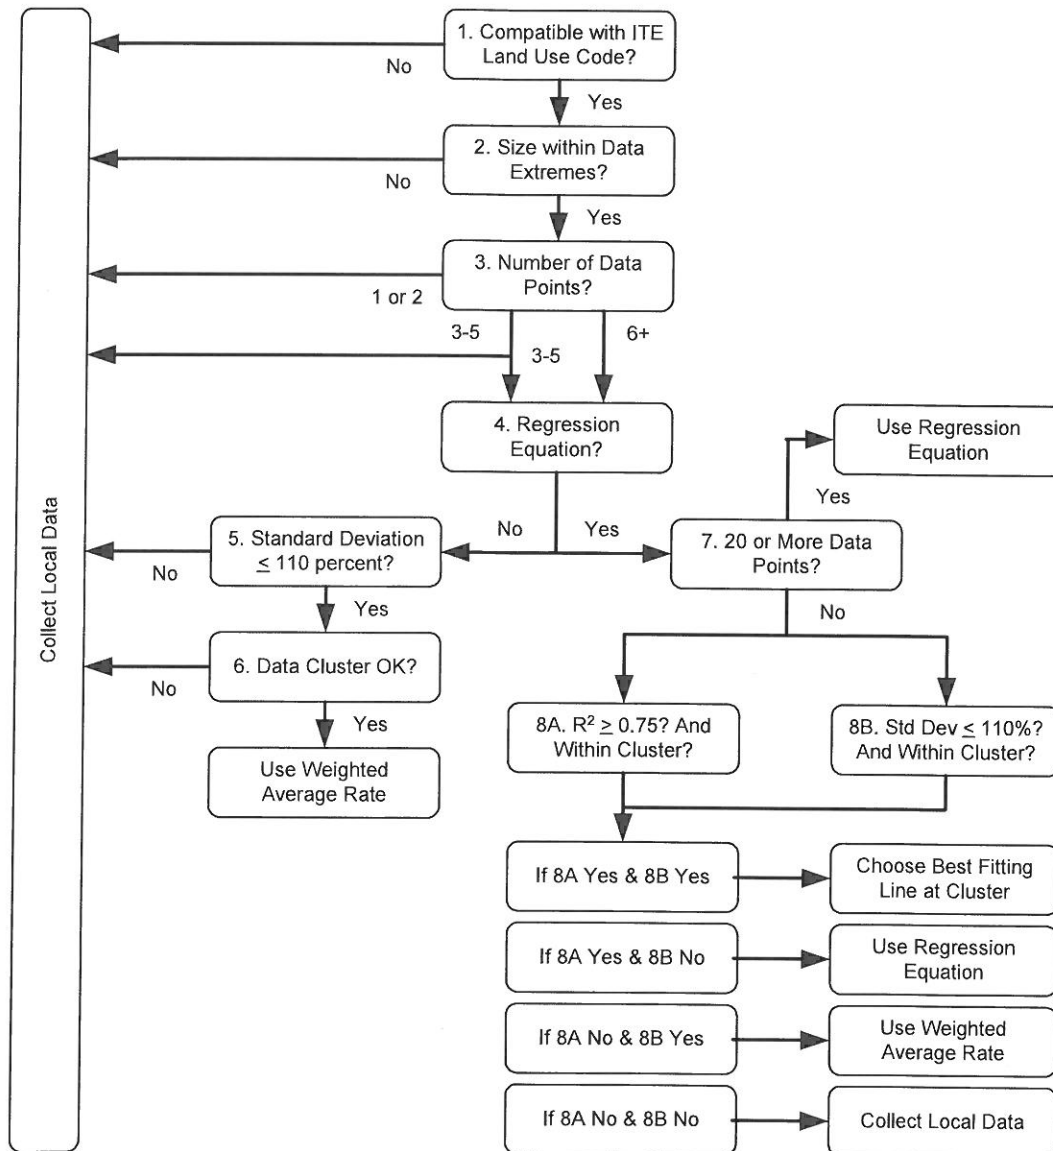 1. Compatible with ITE
Land Use Code?
No
Yes
2. Size within Data
Extremes?
No
Yes
3. Number of Data
Points?
1 or 2
3-5
3-5
6+
4. Regression
Equation?
Use Regression
Equation
Yes
No
Yes
5. Standard Deviation
≤ 110 percent?
7. 20 or More Data
Points?
No
Yes
No
6. Data Cluster OK?
No
Yes
Use Weighted
Average Rate
8A. R² ≥ 0.75? And
Within Cluster?
8B. Std Dev ≤ 110%?
And Within Cluster?
If 8A Yes & 8B Yes
Choose Best Fitting
Line at Cluster
If 8A Yes & 8B No
Use Regression
Equation
If 8A No & 8B Yes
Use Weighted
Average Rate
If 8A No & 8B No
Collect Local Data
Collect Local Data